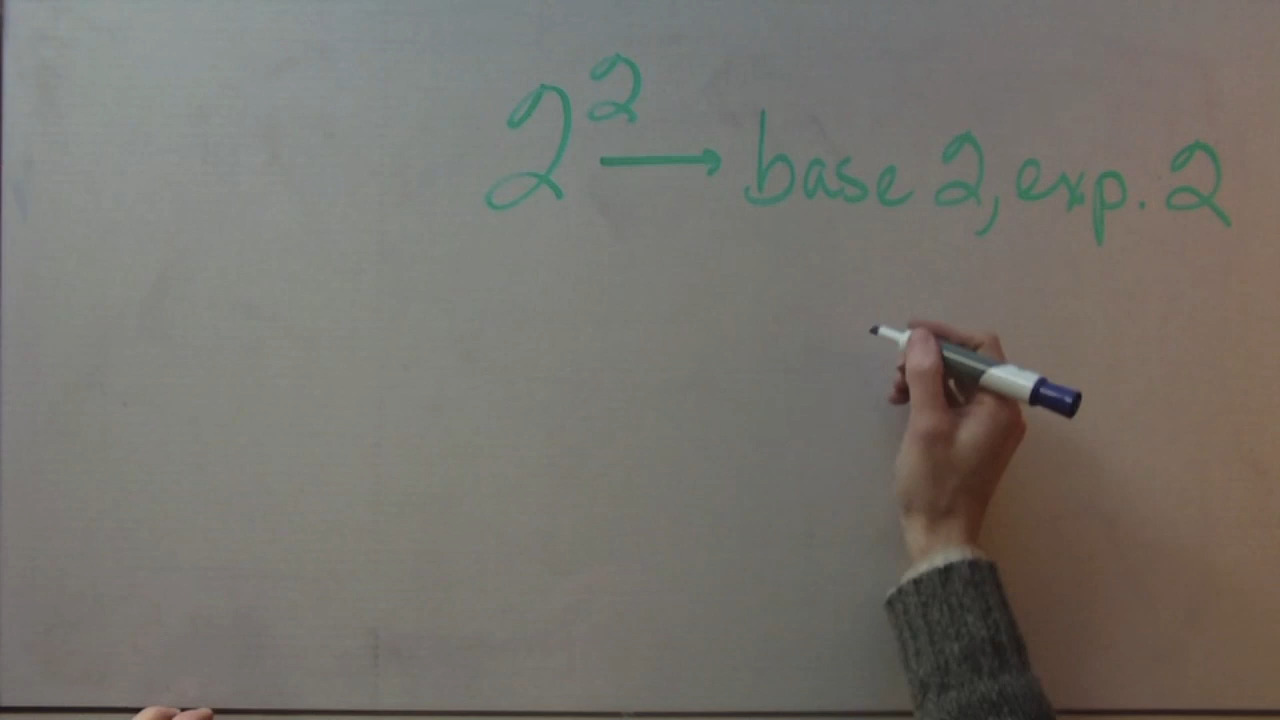 2² → base 2, exp. 2